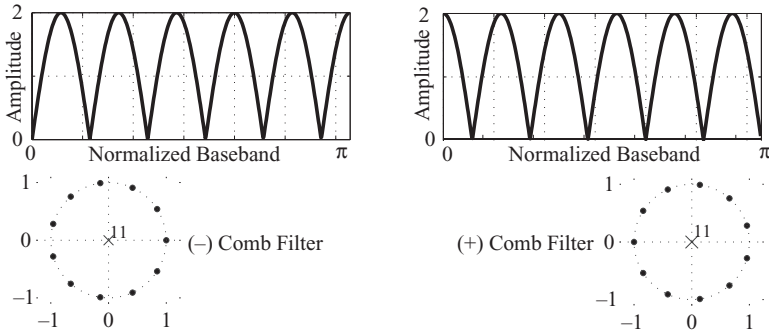 2
Amplitude
0
0
Normalized Baseband
π
2
Amplitude
2
0
Normalized Baseband
π
1
0
−1
11
−1
0
1
(–) Comb Filter
(+) Comb Filter
1
0
−1
11
−1
0
1